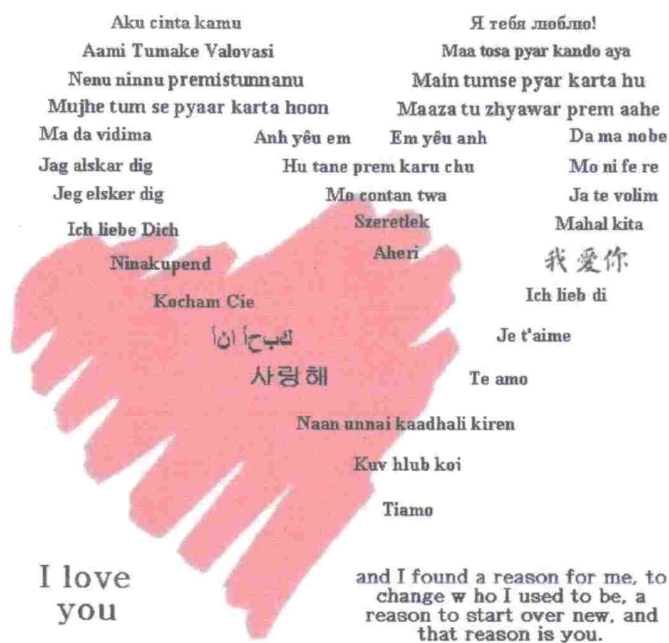 Aku cinta kamu
Я тебя люблю!
Aami Tumake Valovasi
Maa tosa pyar kando aya
Nenu ninnu premistunnanu
Main tumse pyar karta hu
Mujhe tum se pyaar karta hoon
Maaza tu zhyawar prem aahe
Ma da vidima
Anh yêu em
Em yêu anh
Da ma nobe
Jag alskar dig
Hu tane prem karu chu
Mo ni fe re
Jeg elsker dig
Mo contan twa
Ja te volim
Ich liebe Dich
Szeretlek
Mahal kita
Ninakupend
Aheri
我爱你
Kocham Cie
Ich lieb di
كبحأ انأ
Je t'aime
사랑해
Te amo
Naan unnai kaadhali kiren
Kuv hlub koi
Tiamo
I love
you
and I found a reason for me, to
change w ho I used to be, a
reason to start over new, and
that reason is you.